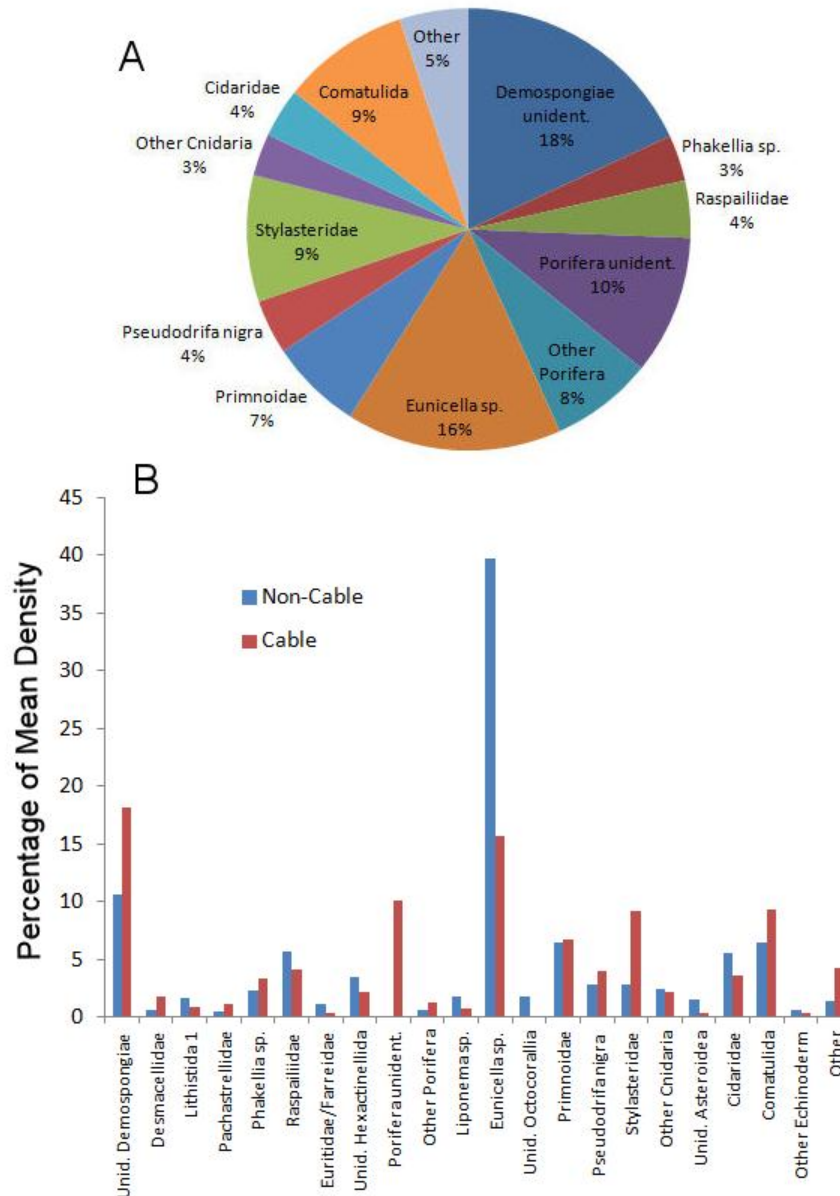 A
Other
5%
Demospongiae
unident.
18%
Phakellia sp.
3%
Raspailiidae
4%
Porifera unident.
10%
Other
Porifera
8%
Eunicella sp.
16%
Primnoidae
7%
Pseudodrifa nigra
4%
Stylasteridae
9%
Other Cnidaria
3%
Cidaridae
4%
Comatulida
9%
B
Percentage of Mean Density
45
40
35
30
25
20
15
10
5
0
Non-Cable
Cable
Unid. Demospongiae
Desmacellidae
Lithistida 1
Pachastrellidae
Phakellia sp.
Raspailiidae
Euritidae/Farreidae
Unid. Hexactinellida
Porifera unident.
Other Porifera
Liponema sp.
Eunicella sp.
Unid. Octocorallia
Primnoidae
Pseudodrifa nigra
Stylasteridae
Other Cnidaria
Unid. Asteroidea
Cidaridae
Comatulida
Other Echinoderm
Other